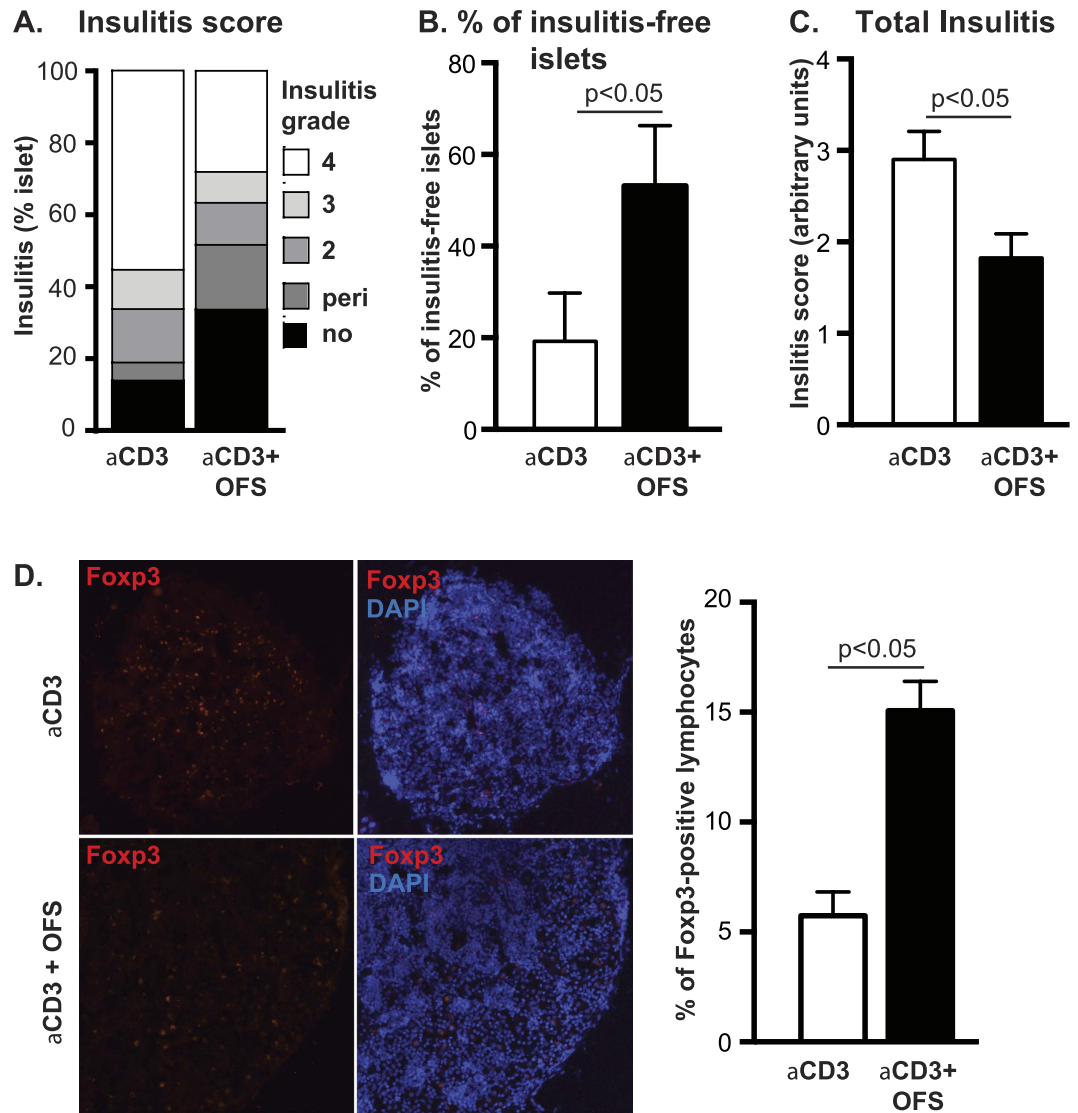 A. Insulitis score
100
80
60
40
20
0
Insulitis (% islet)
aCD3
aCD3+
OFS
Insulitis
grade
4
3
2
peri
no
B. % of insulitis-free
islets
80
60
40
20
0
% of insulitis-free islets
p<0.05
aCD3
aCD3+
OFS
C. Total Insulitis
4
3
2
1
0
Inslitis score (arbitrary units)
p<0.05
aCD3
aCD3+
OFS
D.
aCD3
Foxp3
Foxp3
DAPI
aCD3 + OFS
Foxp3
Foxp3
DAPI
20
15
10
5
0
% of Foxp3-positive lymphocytes
p<0.05
aCD3
aCD3+
OFS